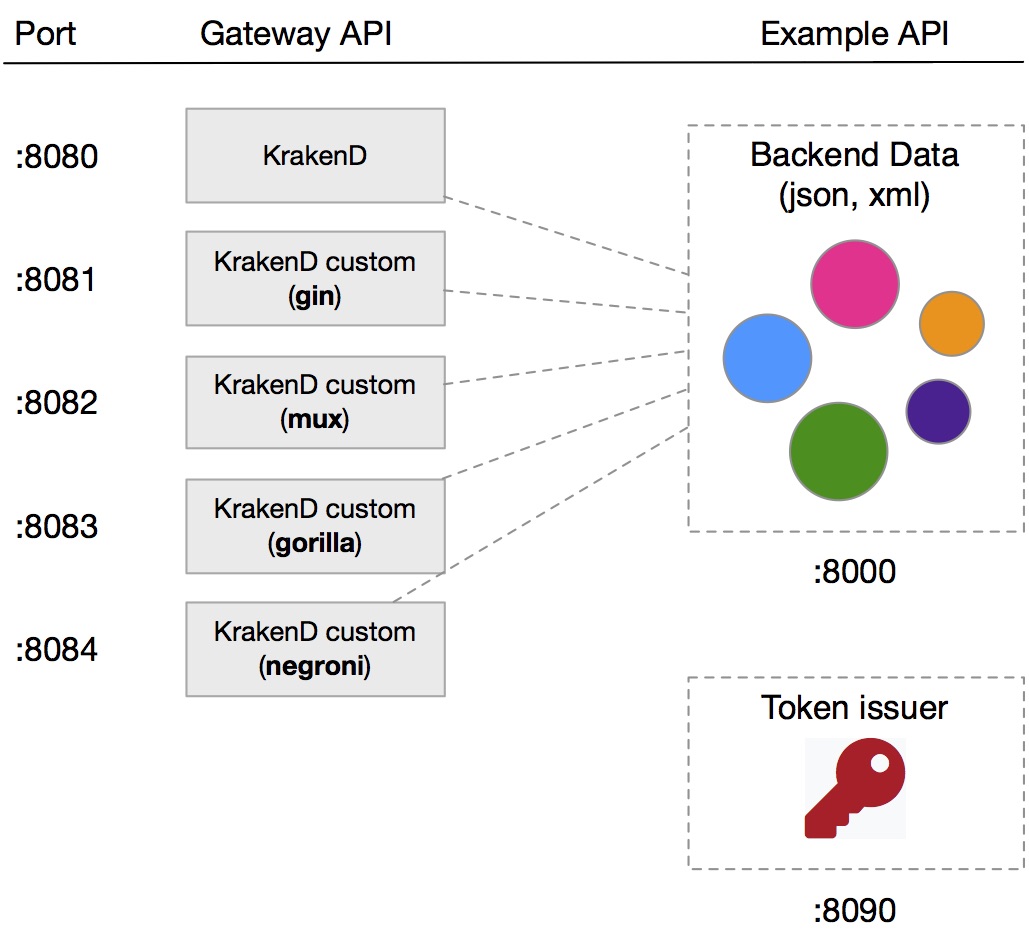 Port
Gateway API
Example API
:8080
KrakenD
:8081
KrakenD custom
(gin)
:8082
KrakenD custom
(mux)
:8083
KrakenD custom
(gorilla)
:8084
KrakenD custom
(negroni)
Backend Data
(json, xml)
:8000
Token issuer
:8090